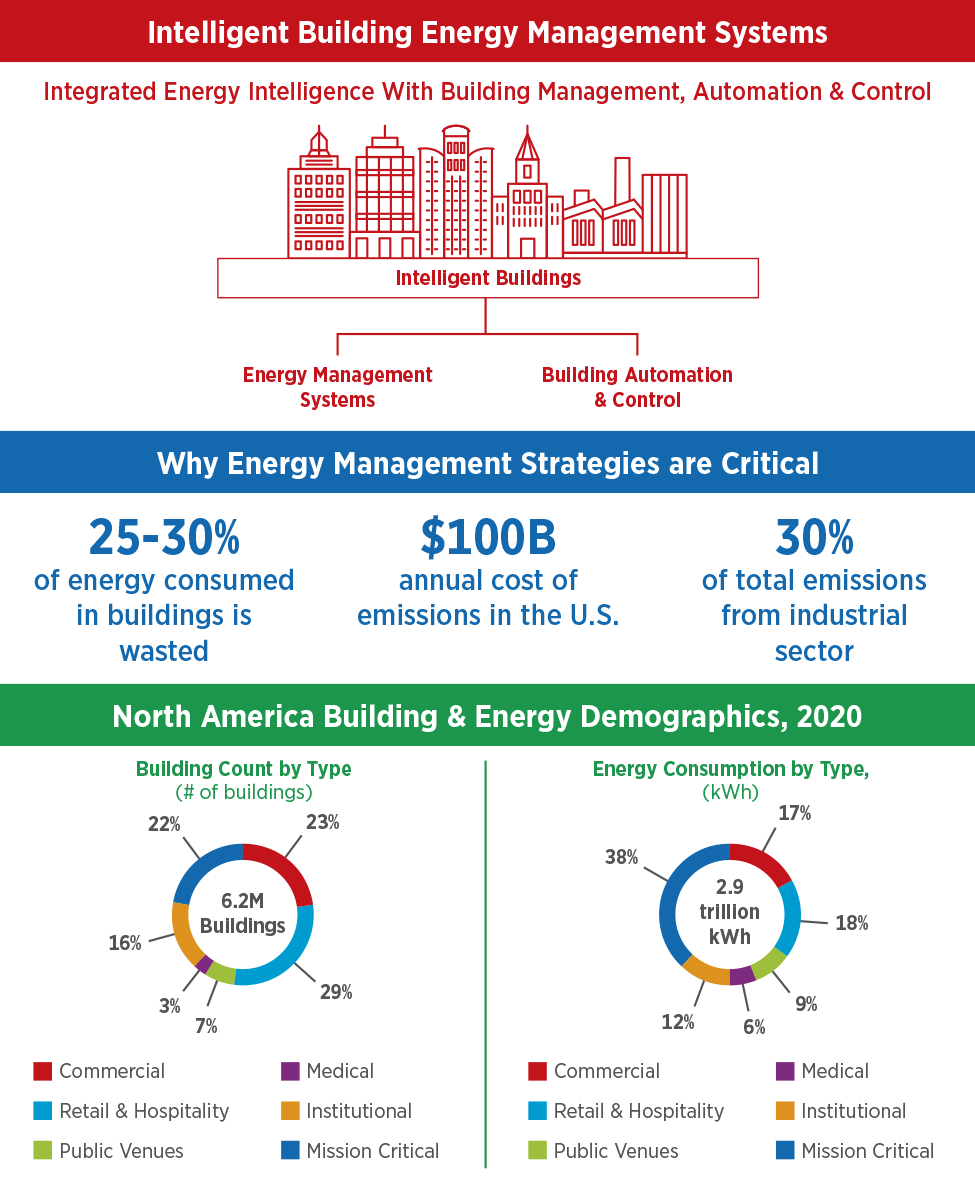 Intelligent Building Energy Management Systems
Integrated Energy Intelligence With Building Management, Automation & Control
Intelligent Buildings
Energy Management
Systems
Building Automation
& Control
Why Energy Management Strategies are Critical
25-30%
of energy consumed
in buildings is
wasted
$100B
annual cost of
emissions in the U.S.
30%
of total emissions
from industrial
sector
North America Building & Energy Demographics, 2020
Building Count by Type
(# of buildings)
22%
23%
6.2M
Buildings
16%
29%
3%
7%
Commercial
Medical
Retail & Hospitality
Institutional
Public Venues
Mission Critical
Energy Consumption by Type,
(kWh)
17%
38%
2.9
trillion
kWh
18%
9%
12%
6%
Commercial
Medical
Retail & Hospitality
Institutional
Public Venues
Mission Critical